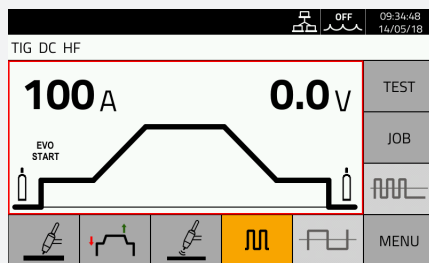 OFF
09:34:48
14/05/18
TIG DC HF
100 A
0.0 V
TEST
EVO
START
JOB
MENU